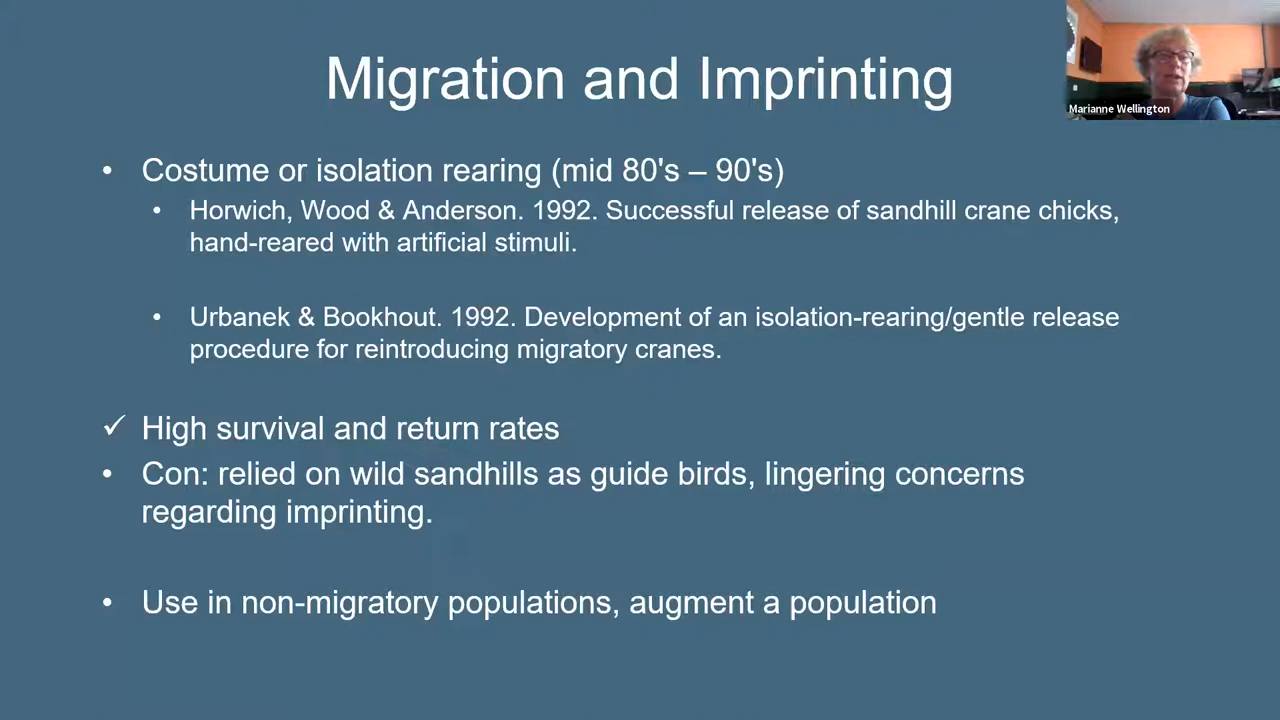 Migration and Imprinting
Marianne Wellington
• Costume or isolation rearing (mid 80's – 90's)
• Horwich, Wood & Anderson. 1992. Successful release of sandhill crane chicks,
hand-reared with artificial stimuli.
• Urbanek & Bookhout. 1992. Development of an isolation-rearing/gentle release
procedure for reintroducing migratory cranes.
✓ High survival and return rates
• Con: relied on wild sandhills as guide birds, lingering concerns
regarding imprinting.
• Use in non-migratory populations, augment a population